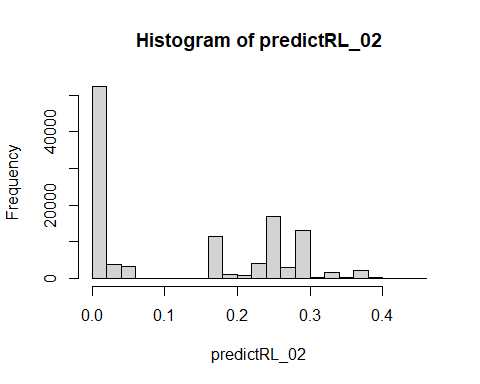 Histogram of predictRL_02
Frequency
40000
20000
0
0.0 0.1 0.2 0.3 0.4
predictRL_02